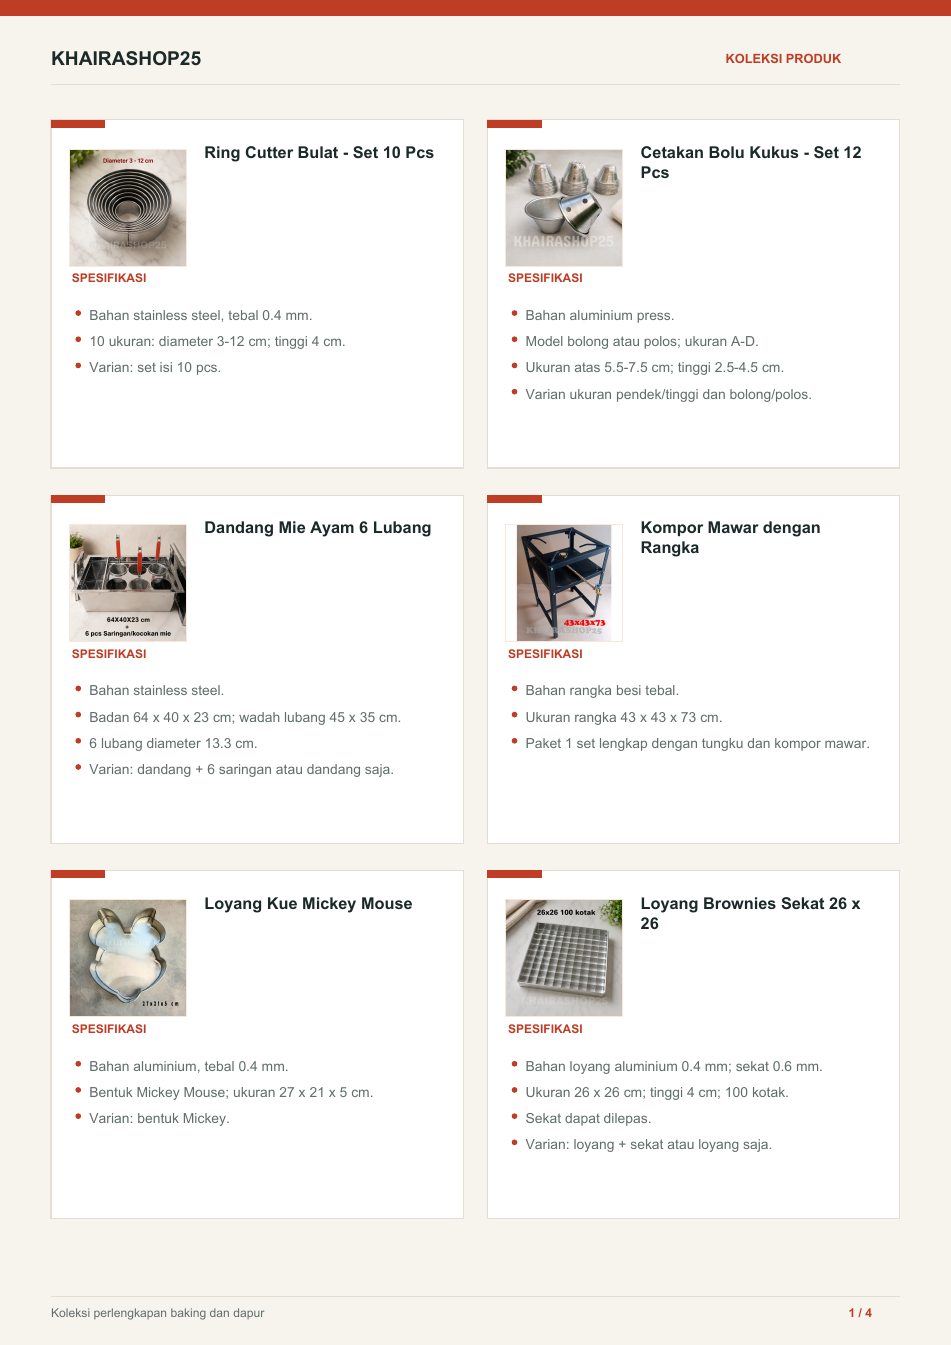 KHAIRASHOP25
KOLEKSI PRODUK
Diameter 3 - 12 cm
KHAIRASHOP25
Ring Cutter Bulat - Set 10 Pcs
SPESIFIKASI
Bahan stainless steel, tebal 0.4 mm.
10 ukuran: diameter 3-12 cm; tinggi 4 cm.
Varian: set isi 10 pcs.
KHAIRASHOP25
Cetakan Bolu Kukus - Set 12
Pcs
SPESIFIKASI
Bahan aluminium press.
Model bolong atau polos; ukuran A-D.
Ukuran atas 5.5-7.5 cm; tinggi 2.5-4.5 cm.
Varian ukuran pendek/tinggi dan bolong/polos.
64X40X23 cm
+
6 pcs Saringan/kocokan mie
Dandang Mie Ayam 6 Lubang
SPESIFIKASI
Bahan stainless steel.
Badan 64 x 40 x 23 cm; wadah lubang 45 x 35 cm.
6 lubang diameter 13.3 cm.
Varian: dandang + 6 saringan atau dandang saja.
43x43x73
KHAIRASHOP25
Kompor Mawar dengan
Rangka
SPESIFIKASI
Bahan rangka besi tebal.
Ukuran rangka 43 x 43 x 73 cm.
Paket 1 set lengkap dengan tungku dan kompor mawar.
27x21x5 cm
Loyang Kue Mickey Mouse
SPESIFIKASI
Bahan aluminium, tebal 0.4 mm.
Bentuk Mickey Mouse; ukuran 27 x 21 x 5 cm.
Varian: bentuk Mickey.
26x26 100 kotak
KHAIRASHOP25
Loyang Brownies Sekat 26 x
26
SPESIFIKASI
Bahan loyang aluminium 0.4 mm; sekat 0.6 mm.
Ukuran 26 x 26 cm; tinggi 4 cm; 100 kotak.
Sekat dapat dilepas.
Varian: loyang + sekat atau loyang saja.
Koleksi perlengkapan baking dan dapur
1 / 4